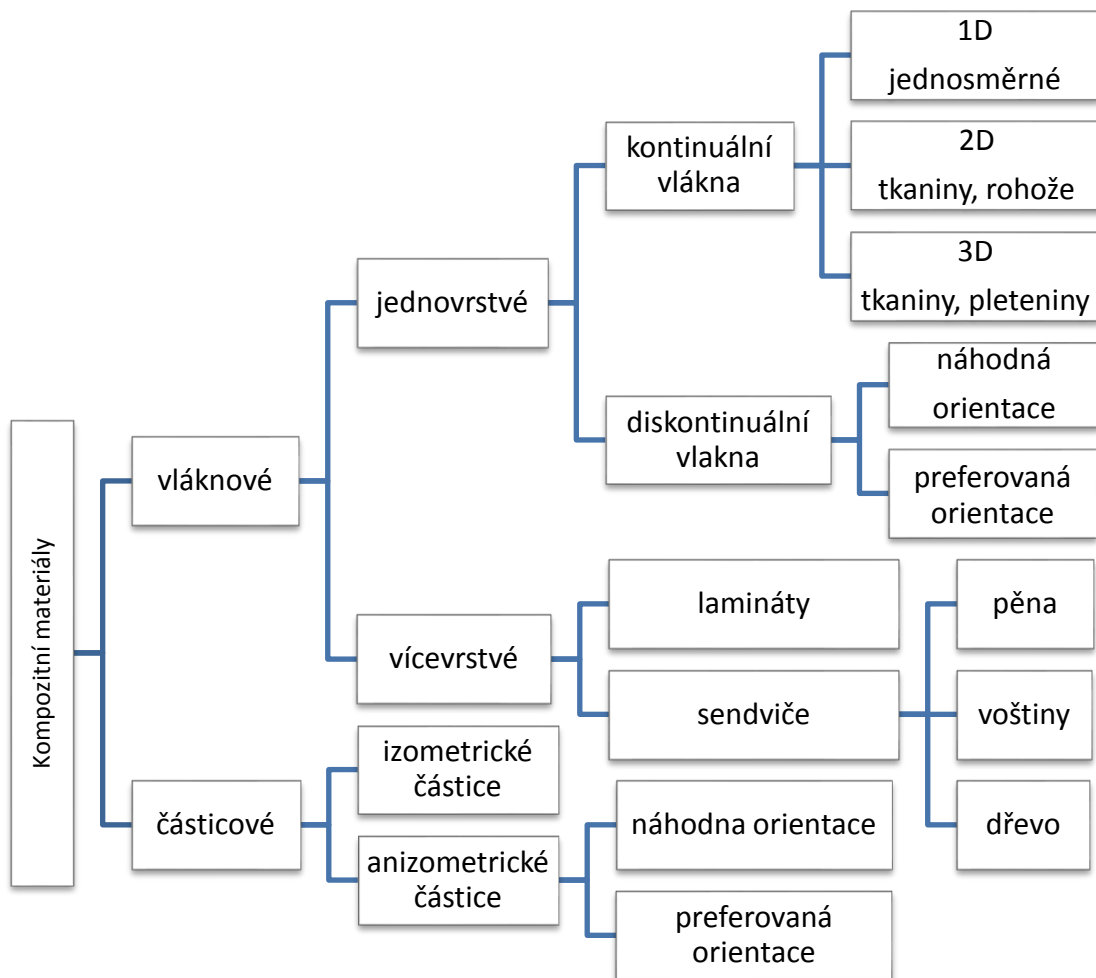 Kompozitní materiály
vláknové
jednovrstvé
kontinuální
vlákna
1D
jednosměrné
2D
tkaniny, rohože
3D
tkaniny, pleteniny
diskontinuální
vlakna
náhodná
orientace
preferovaná
orientace
vícevrstvé
lamináty
sendviče
pěna
voštiny
dřevo
částicové
izometrické
částice
anizometrické
částice
náhodna orientace
preferovaná
orientace